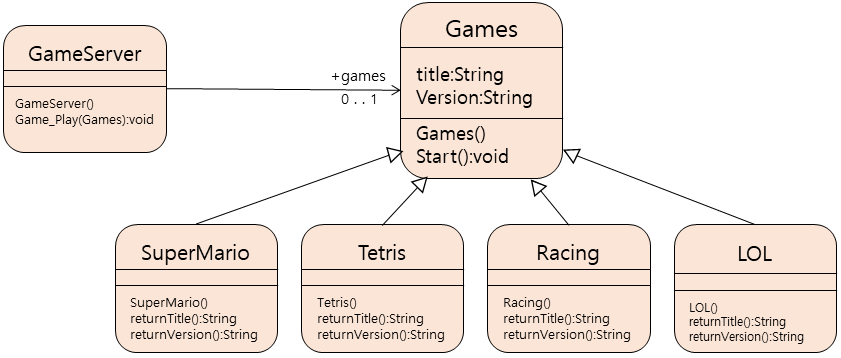 GameServer
GameServer()
Game_Play(Games):void
+games
0 . . 1
Games
title:String
Version:String
Games()
Start():void
SuperMario
SuperMario()
returnTitle():String
returnVersion():String
Tetris
Tetris()
returnTitle():String
returnVersion():String
Racing
Racing()
returnTitle():String
returnVersion():String
LOL
LOL()
returnTitle():String
returnVersion():String